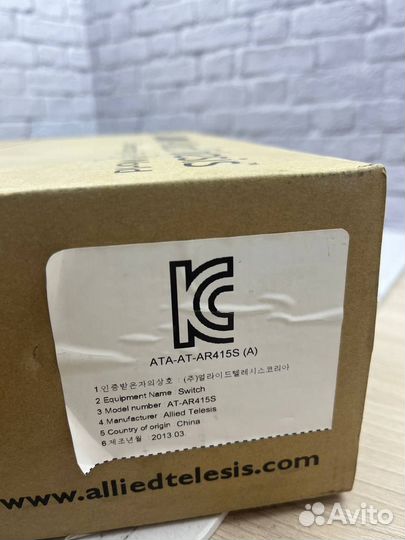 KC
ATA-AT-AR415S (A)
1 인증받은자의상호 : (주)얼라이드텔레시스코리아
2 Equipment Name Switch
3 Model number AT-AR415S
4 Manufacturer Allied Telesis
5 Country of origin China
6 제조년월 : 2013.03
www.alliedtelesis.com
Avito